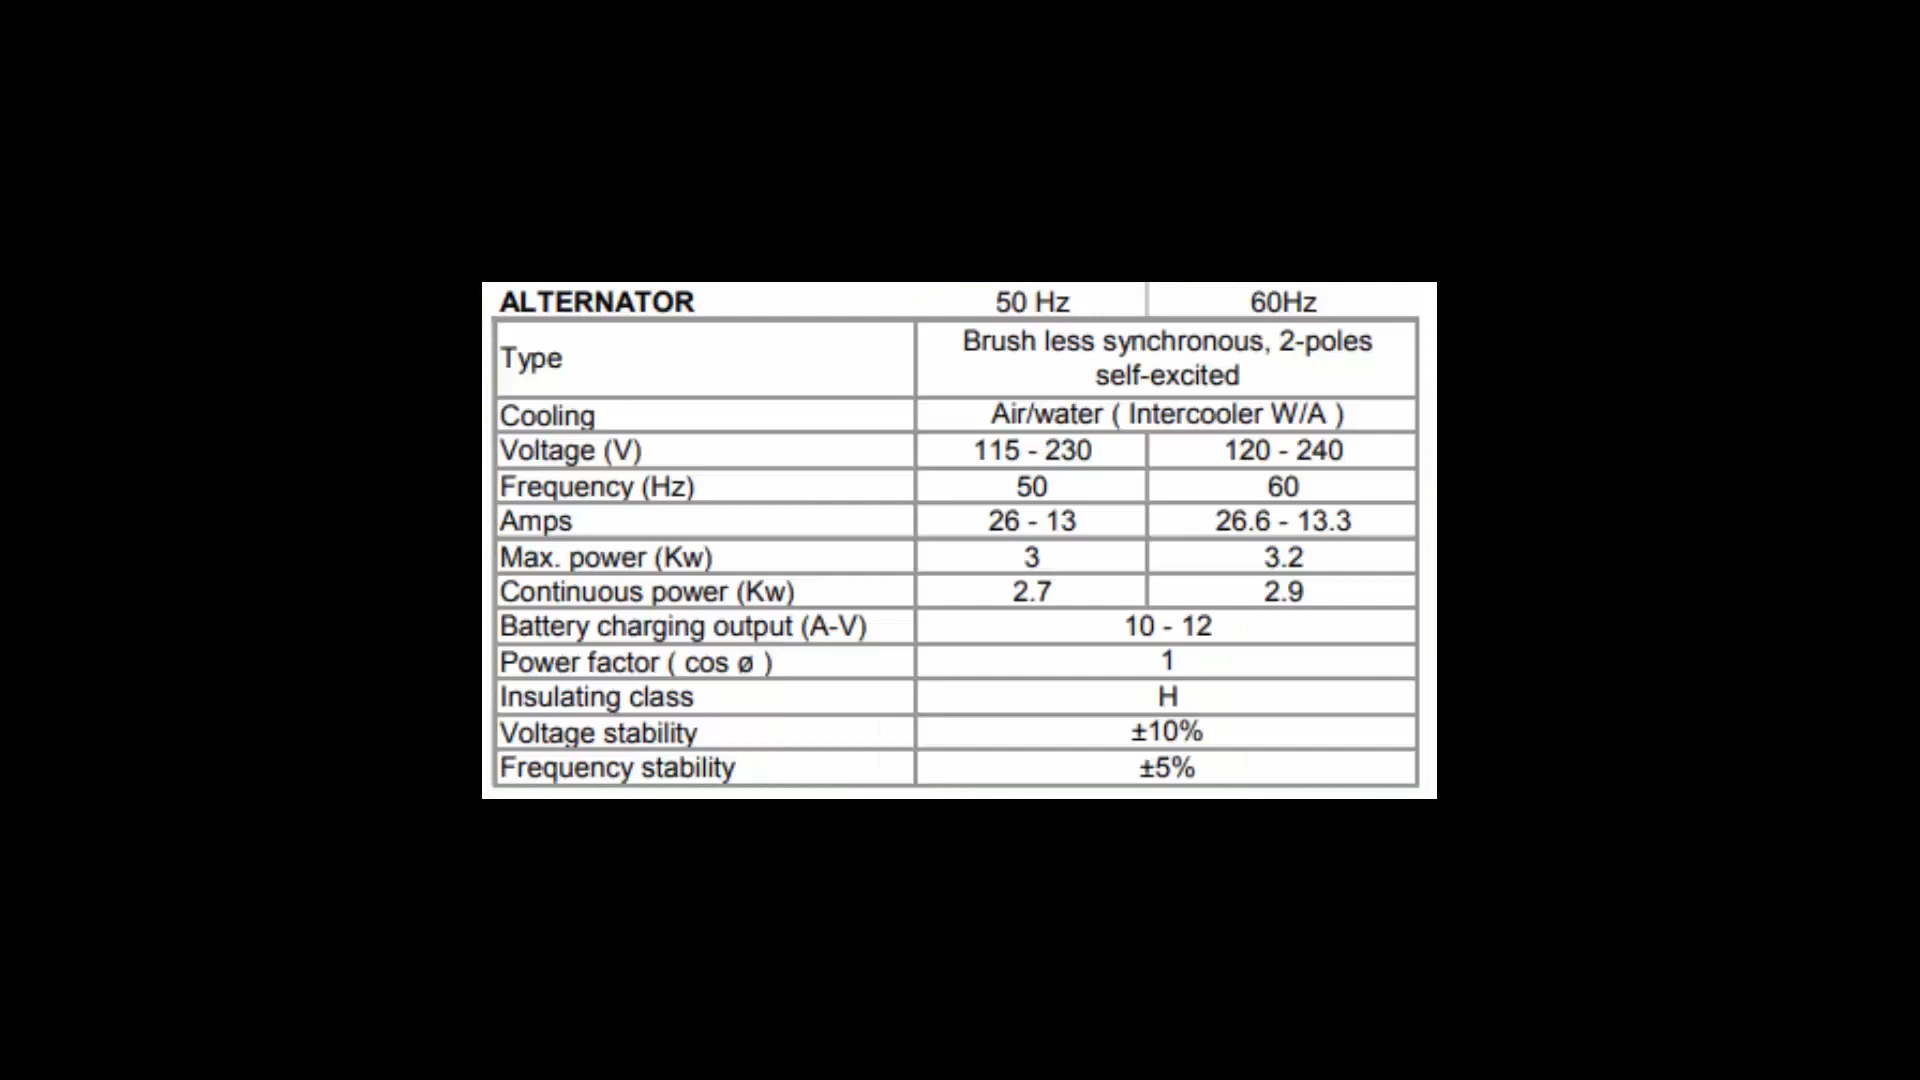 ALTERNATOR 50 Hz 60Hz
Type Brush less synchronous, 2-poles
self-excited
Cooling Air/water ( Intercooler W/A )
Voltage (V) 115 - 230 120 - 240
Frequency (Hz) 50 60
Amps 26 - 13 26.6 - 13.3
Max. power (Kw) 3 3.2
Continuous power (Kw) 2.7 2.9
Battery charging output (A-V) 10 - 12
Power factor ( cos ø ) 1
Insulating class H
Voltage stability ±10%
Frequency stability ±5%